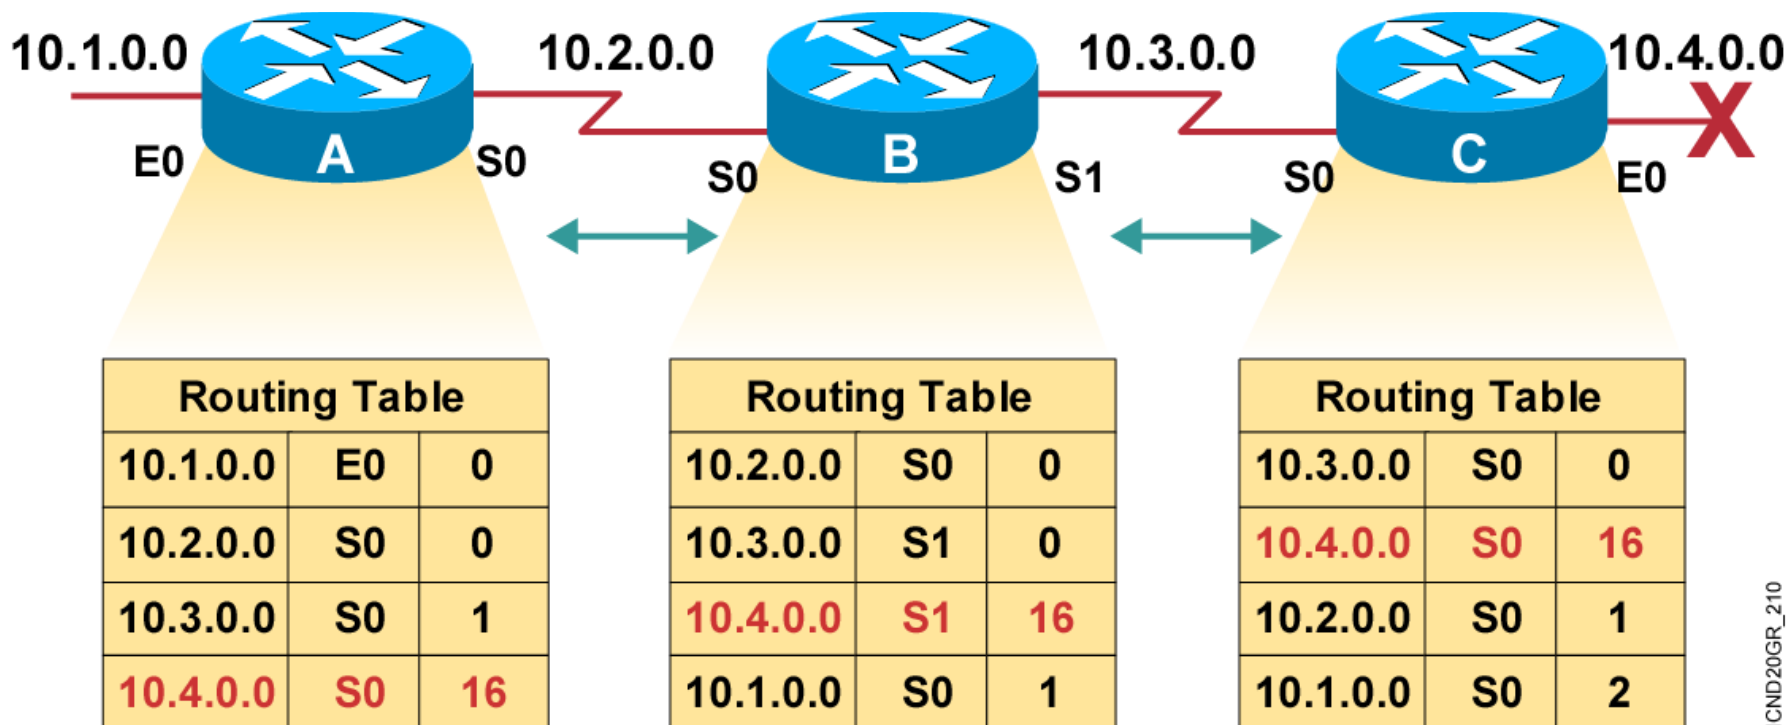 10.1.0.0 10.2.0.0 10.3.0.0 10.4.0.0
A B C
E0 S0 S0 S1 S0 E0
X
Routing Table
10.1.0.0 E0 0
10.2.0.0 S0 0
10.3.0.0 S0 1
10.4.0.0 S0 16
Routing Table
10.2.0.0 S0 0
10.3.0.0 S1 0
10.4.0.0 S1 16
10.1.0.0 S0 1
Routing Table
10.3.0.0 S0 0
10.4.0.0 S0 16
10.2.0.0 S0 1
10.1.0.0 S0 2
CND20GR_210